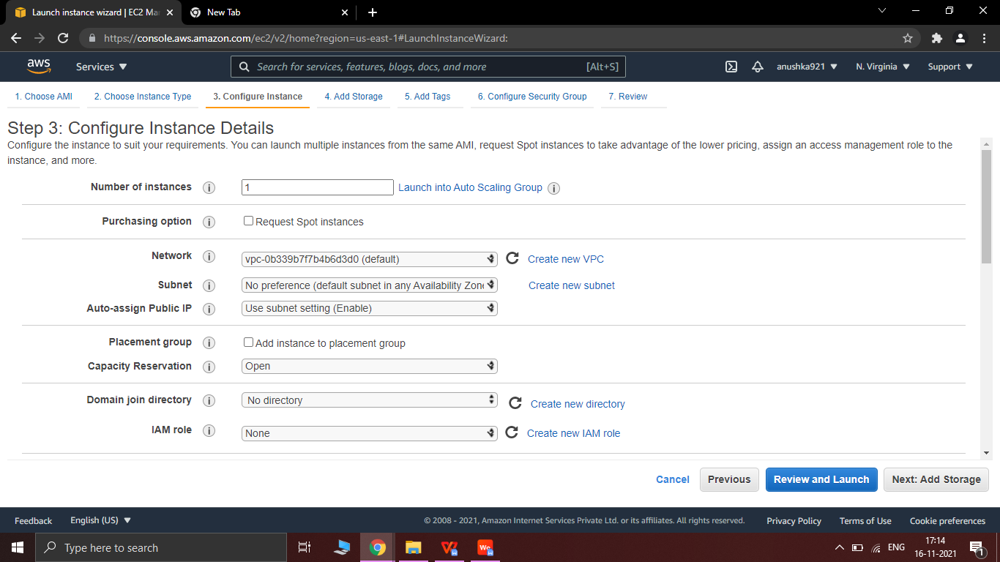 Launch instance wizard | EC2 Ma
New Tab
https://console.aws.amazon.com/ec2/v2/home?region=us-east-1#LaunchInstanceWizard:
aws
Services
Search for services, features, blogs, docs, and more
[Alt+S]
anushka921
N. Virginia
Support
1. Choose AMI
2. Choose Instance Type
3. Configure Instance
4. Add Storage
5. Add Tags
6. Configure Security Group
7. Review
Step 3: Configure Instance Details
Configure the instance to suit your requirements. You can launch multiple instances from the same AMI, request Spot instances to take advantage of the lower pricing, assign an access management role to the
instance, and more.
Number of instances
1
Launch into Auto Scaling Group
Purchasing option
Request Spot instances
Network
vpc-0b339b7f7b4b6d3d0 (default)
Create new VPC
Subnet
No preference (default subnet in any Availability Zone
Create new subnet
Auto-assign Public IP
Use subnet setting (Enable)
Placement group
Add instance to placement group
Capacity Reservation
Open
Domain join directory
No directory
Create new directory
IAM role
None
Create new IAM role
Cancel
Previous
Review and Launch
Next: Add Storage
Feedback
English (US)
© 2008 - 2021, Amazon Internet Services Private Ltd. or its affiliates. All rights reserved.
Privacy Policy
Terms of Use
Cookie preferences
Type here to search
ENG
17:14
16-11-2021
1